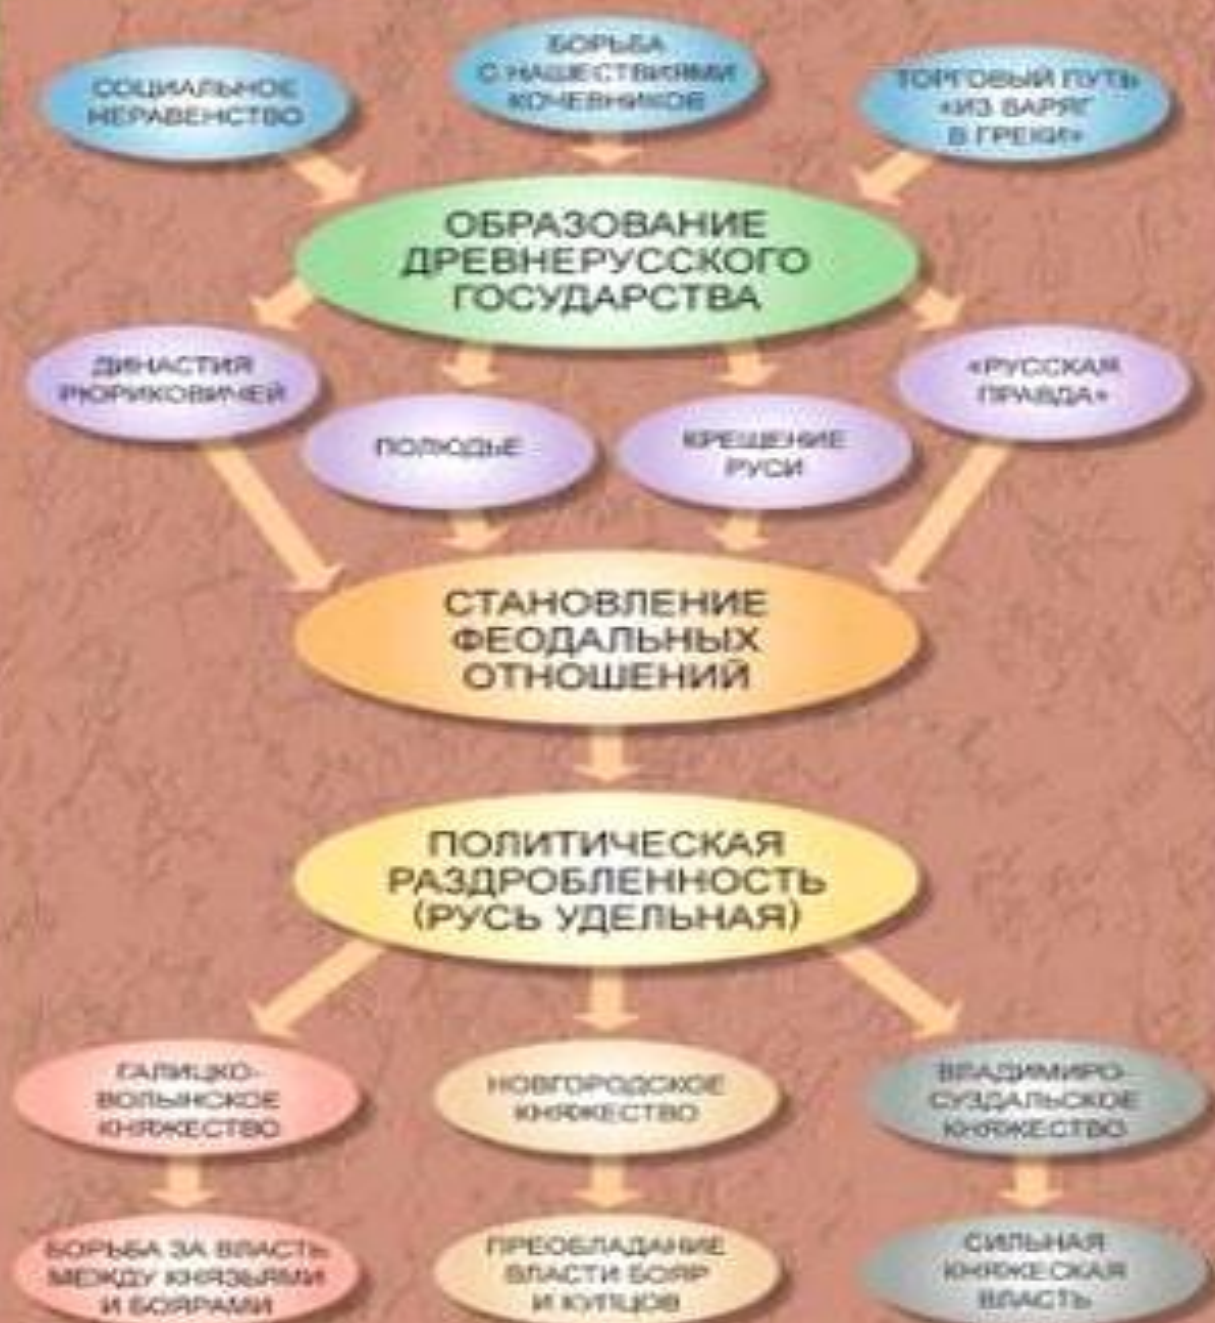 СОЦИАЛЬНОЕ
НЕРАВЕНСТВО
БОРЬБА
С НАШЕСТВИЯМИ
КОЧЕВНИКОВ
ТОРГОВЫЙ ПУТЬ
«ИЗ ВАРЯГ
В ГРЕКИ»
ОБРАЗОВАНИЕ
ДРЕВНЕРУССКОГО
ГОСУДАРСТВА
ДИНАСТИЯ
РЮРИКОВИЧЕЙ
ПОЛЮДЬЕ
КРЕЩЕНИЕ
РУСИ
«РУССКАЯ
ПРАВДА»
СТАНОВЛЕНИЕ
ФЕОДАЛЬНЫХ
ОТНОШЕНИЙ
ПОЛИТИЧЕСКАЯ
РАЗДРОБЛЕННОСТЬ
(РУСЬ УДЕЛЬНАЯ)
ГАЛИЦКО-
ВОЛЫНСКОЕ
КНЯЖЕСТВО
НОВГОРОДСКОЕ
КНЯЖЕСТВО
ВЛАДИМИРО-
СУЗДАЛЬСКОЕ
КНЯЖЕСТВО
БОРЬБА ЗА ВЛАСТЬ
МЕЖДУ КНЯЗЬЯМИ
И БОЯРАМИ
ПРЕОБЛАДАНИЕ
ВЛАСТИ БОЯР
И КУПЦОВ
СИЛЬНАЯ
КНЯЖЕСКАЯ
ВЛАСТЬ